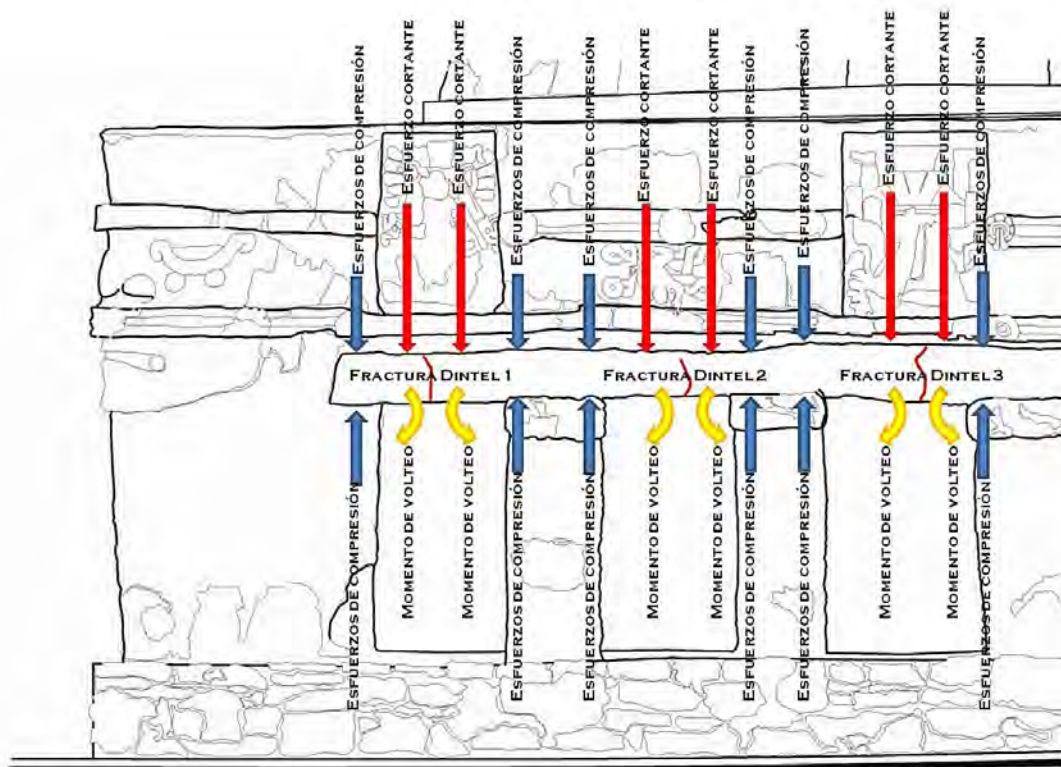 Esfuerzos de compresión
Esfuerzo cortante
Esfuerzo cortante
Esfuerzos de compresión
Esfuerzos de compresión
Esfuerzo cortante
Esfuerzo cortante
Esfuerzos de compresión
Esfuerzos de compresión
Esfuerzo cortante
Esfuerzo cortante
Esfuerzos de compresión
Fractura Dintel 1
Fractura Dintel 2
Fractura Dintel 3
Esfuerzos de compresión
Momento de volteo
Momento de volteo
Esfuerzos de compresión
Esfuerzos de compresión
Momento de volteo
Momento de volteo
Esfuerzos de compresión
Esfuerzos de compresión
Momento de volteo
Momento de volteo
Esfuerzos de compresión